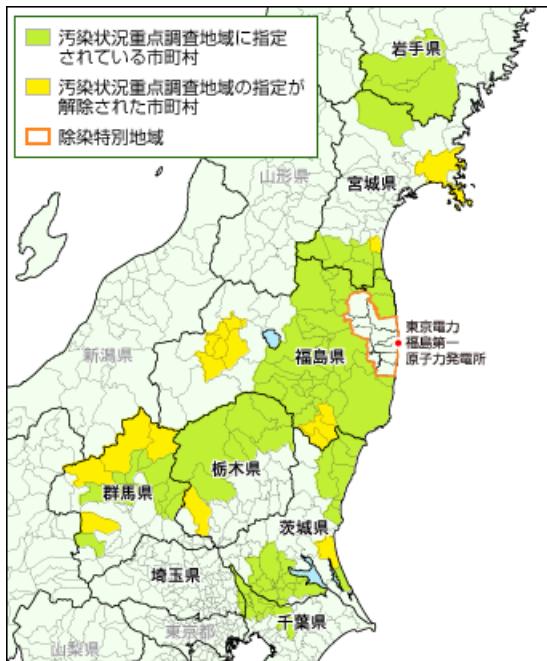 汚染状況重点調査地域に指定
されている市町村
汚染状況重点調査地域の指定が
解除された市町村
除染特別地域
岩手県
山形県
宮城県
新潟県
福島県
東京電力
福島第一
原子力発電所
栃木県
群馬県
茨城県
埼玉県
東京都
千葉県
山梨県